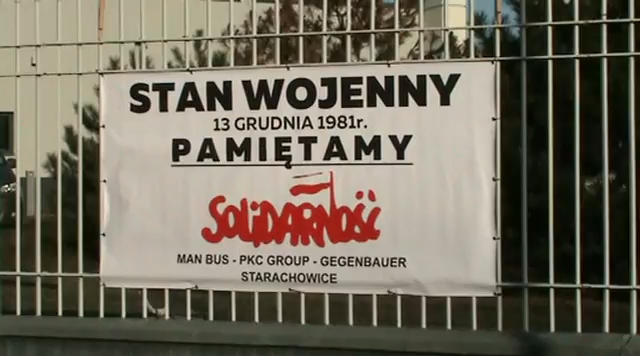 STAN WOJENNY
13 GRUDNIA 1981r.
PAMIĘTAMY
SOLIDARNOŚĆ
MAN BUS - PKC GROUP - GEGENBAUER
STARACHOWICE